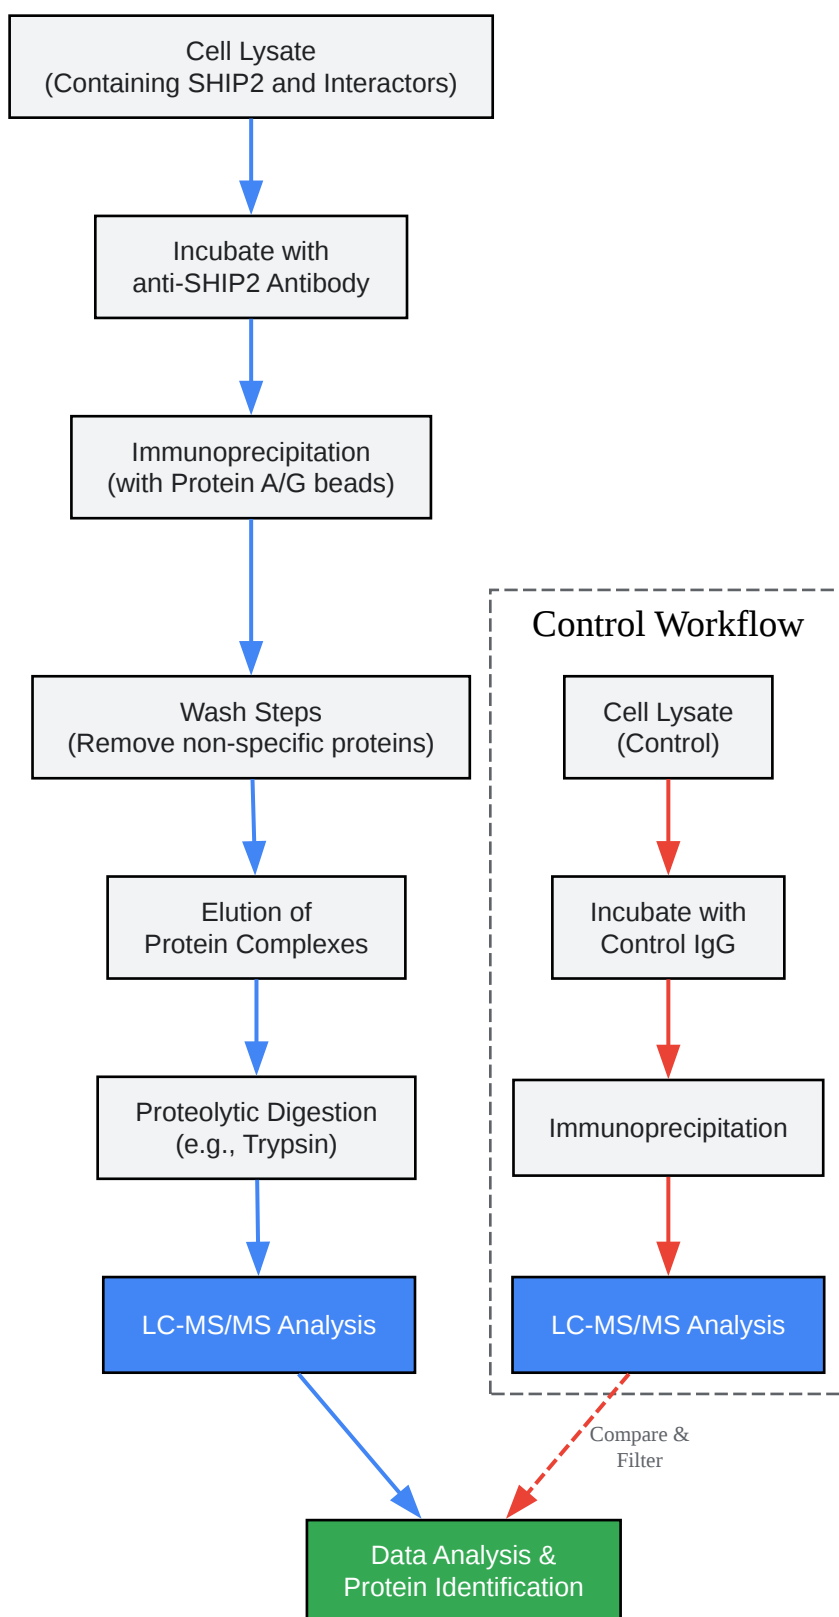 Cell Lysate
(Containing SHIP2 and Interactors)
Incubate with
anti-SHIP2 Antibody
Immunoprecipitation
(with Protein A/G beads)
Wash Steps
(Remove non-specific proteins)
Elution of
Protein Complexes
Proteolytic Digestion
(e.g., Trypsin)
LC-MS/MS Analysis
Control Workflow
Cell Lysate
(Control)
Incubate with
Control IgG
Immunoprecipitation
LC-MS/MS Analysis
Compare &
Filter
Data Analysis &
Protein Identification